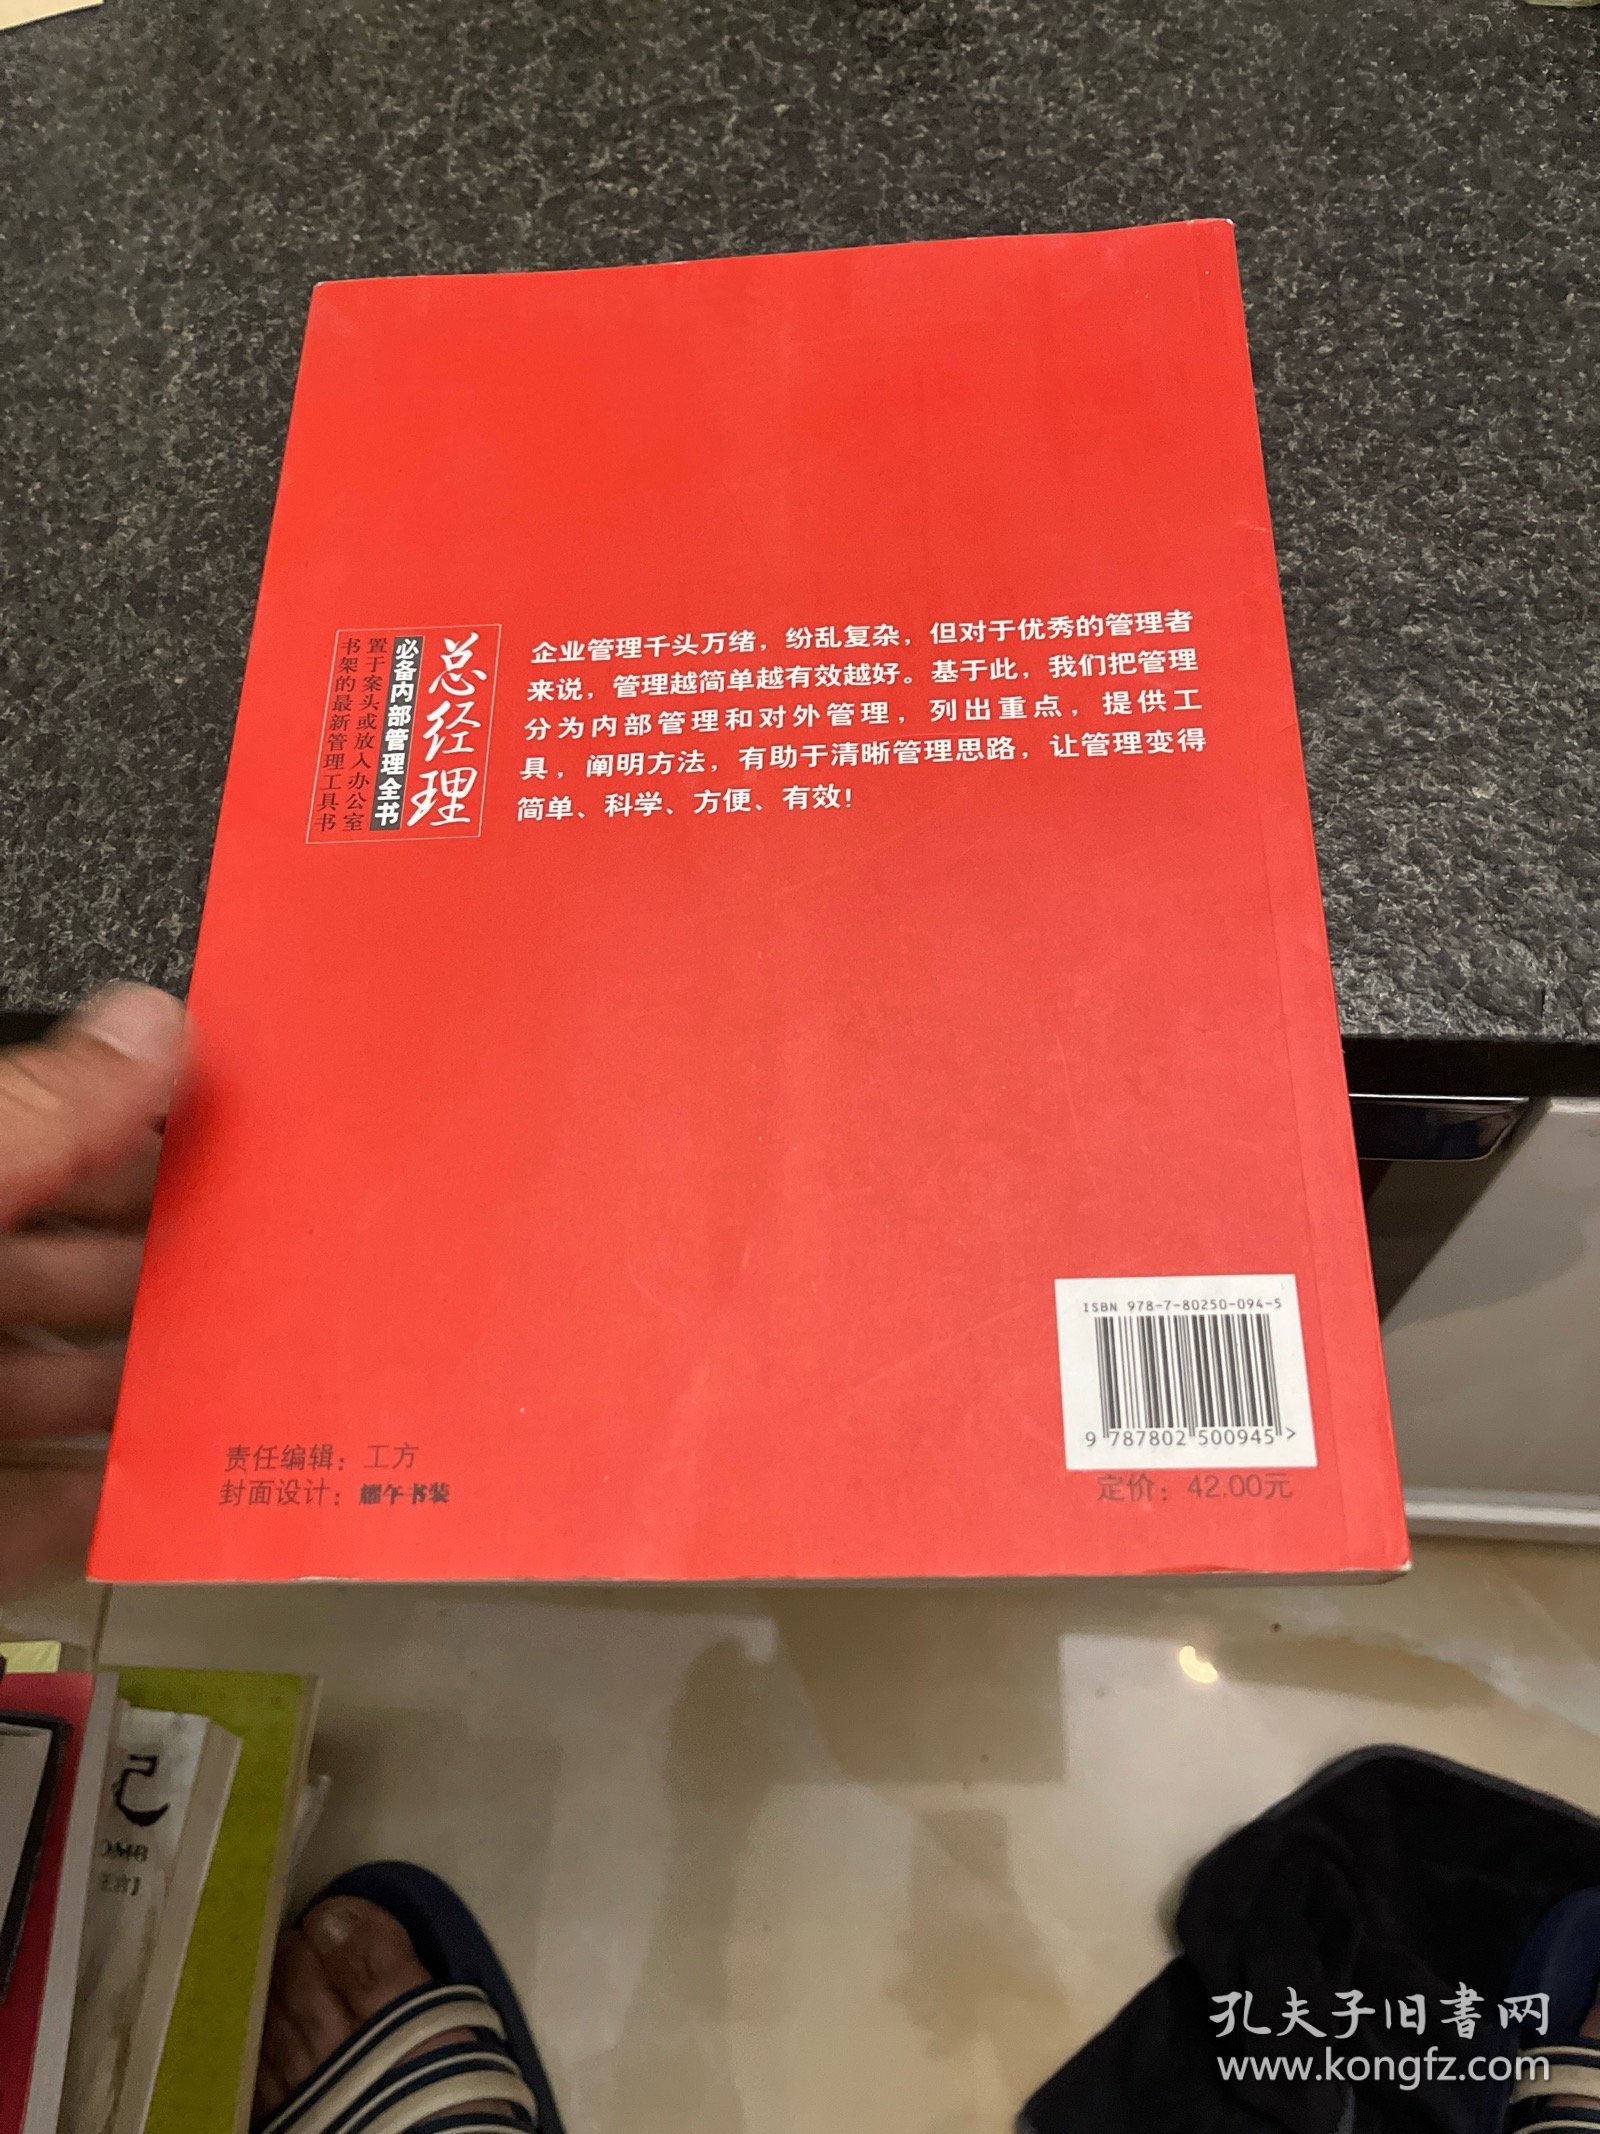 总经理
必备内部管理全书
置于案头或放入办公室
书架的最新管理工具书
企业管理千头万绪，纷乱复杂，但对于优秀的管理者
来说，管理越简单越有效越好。基于此，我们把管理
分为内部管理和对外管理，列出重点，提供工
具，阐明方法，有助于清晰管理思路，让管理变得
简单、科学、方便、有效！
ISBN 978-7-80250-094-5
9 787802 500945 >
定价：42.00元
责任编辑：工方
封面设计：耀午书装
己
孔夫子旧书网
www.kongfz.com